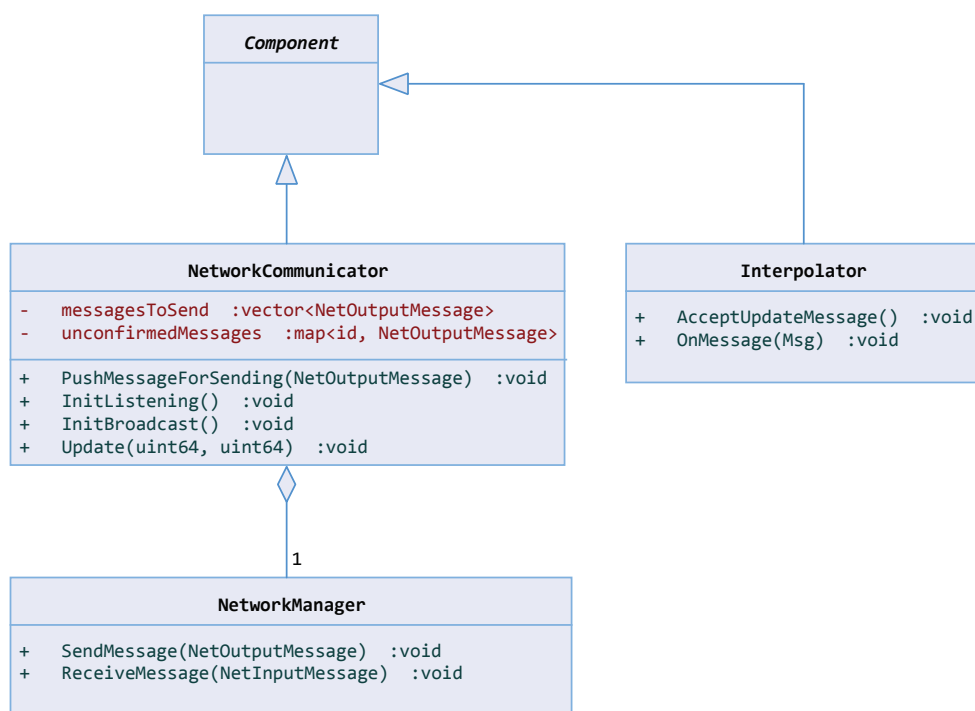 Component
NetworkCommunicator
- messagesToSend :vector<NetOutputMessage>
- unconfirmedMessages :map<id, NetOutputMessage>
+ PushMessageForSending(NetOutputMessage) :void
+ InitListening() :void
+ InitBroadcast() :void
+ Update(uint64, uint64) :void
Interpolator
+ AcceptUpdateMessage() :void
+ OnMessage(Msg) :void
1
NetworkManager
+ SendMessage(NetOutputMessage) :void
+ ReceiveMessage(NetInputMessage) :void